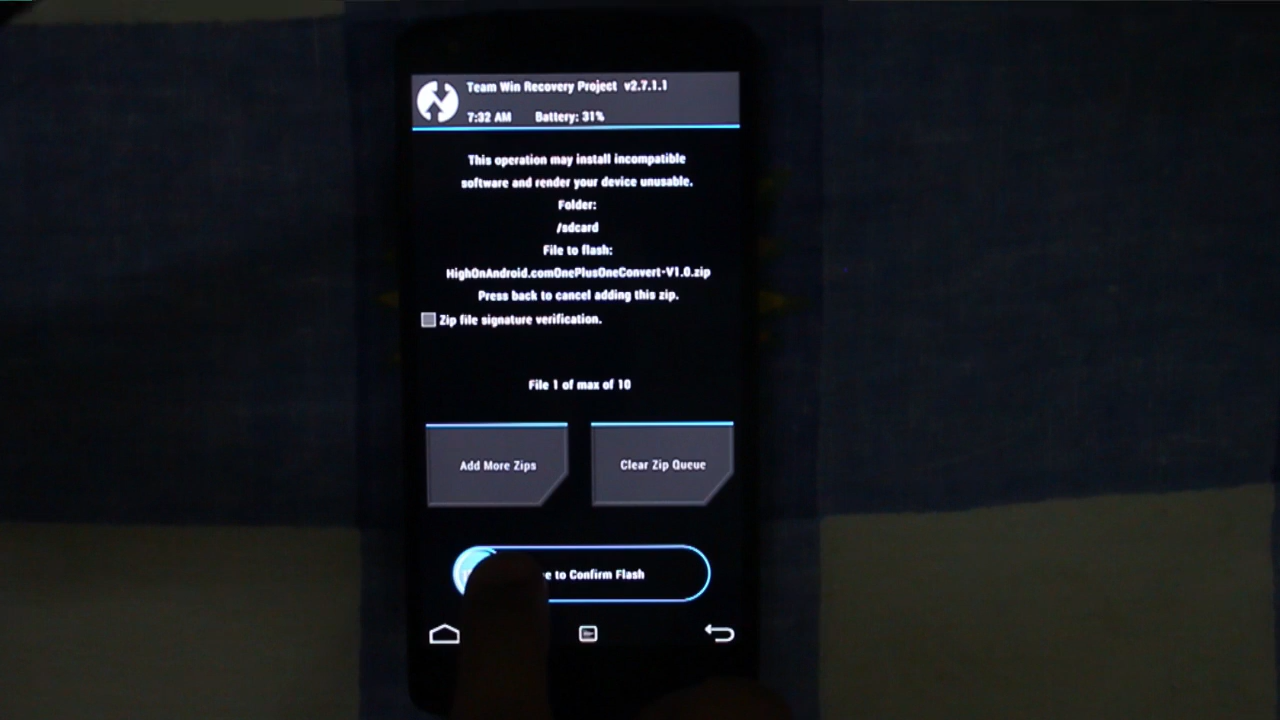 Team Win Recovery Project v2.7.1.1
7:32 AM Battery: 31%
This operation may install incompatible
software and render your device unusable.
Folder:
/sdcard
File to flash:
HighOnAndroid.comOnePlusOneConvert-V1.0.zip
Press back to cancel adding this zip.
Zip file signature verification.
File 1 of max of 10
Add More Zips
Clear Zip Queue
to Confirm Flash